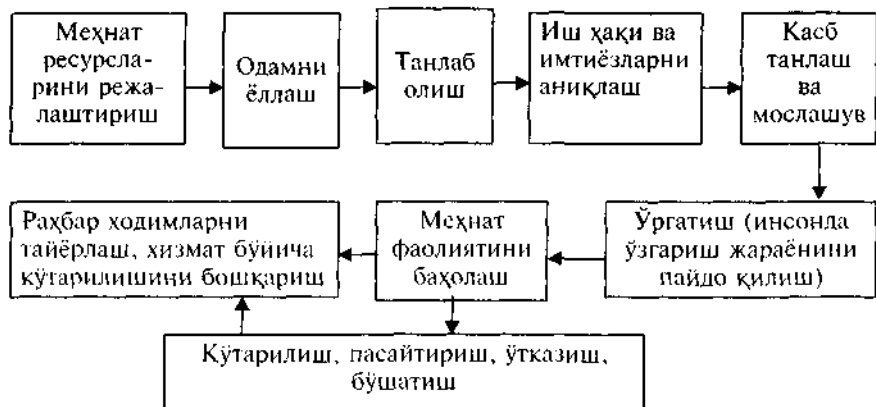 Меҳнат
ресурсла-
рини режа-
лаштириш
Одамни
ёллаш
Танлаб
олиш
Иш ҳақи ва
имтиёзларни
аниқлаш
Касб
танлаш
ва
мослашув
Ўргатиш (инсонда
ўзгариш жараёнини
пайдо қилиш)
Меҳнат
фаолиятини
баҳолаш
Раҳбар ходимларни
тайёрлаш, хизмат бўйича
кўтарилишини бошқариш
Кўтарилиш, пасайтириш, ўтказиш,
бўшатиш